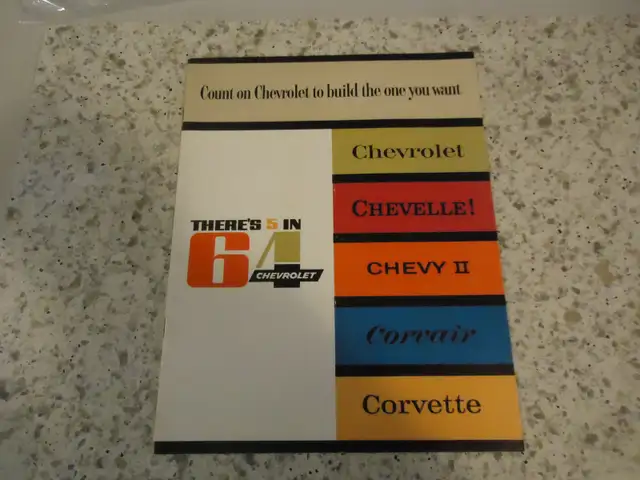 Count on Chevrolet to build the one you want
THERE'S 5 IN
64
CHEVROLET
Chevrolet
CHEVELLE!
CHEVY II
Corvair
Corvette